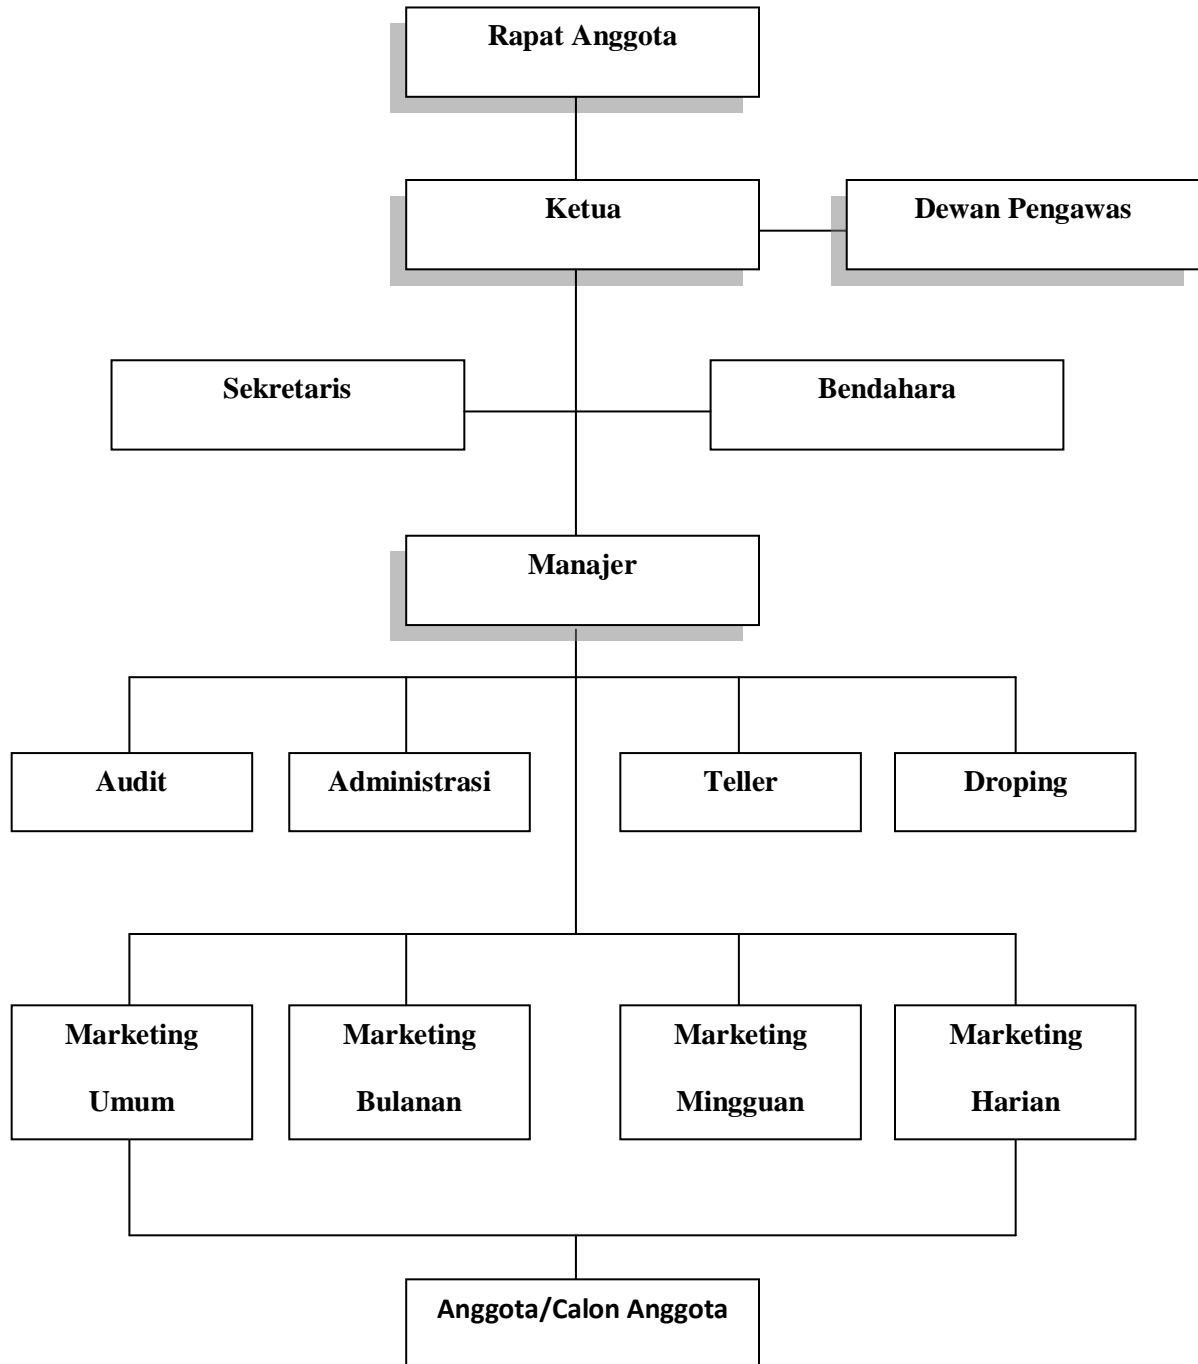 Rapat Anggota
Ketua
Dewan Pengawas
Sekretaris
Bendahara
Manajer
Audit
Administrasi
Teller
Droping
Marketing
Umum
Marketing
Bulanan
Marketing
Mingguan
Marketing
Harian
Anggota/Calon Anggota